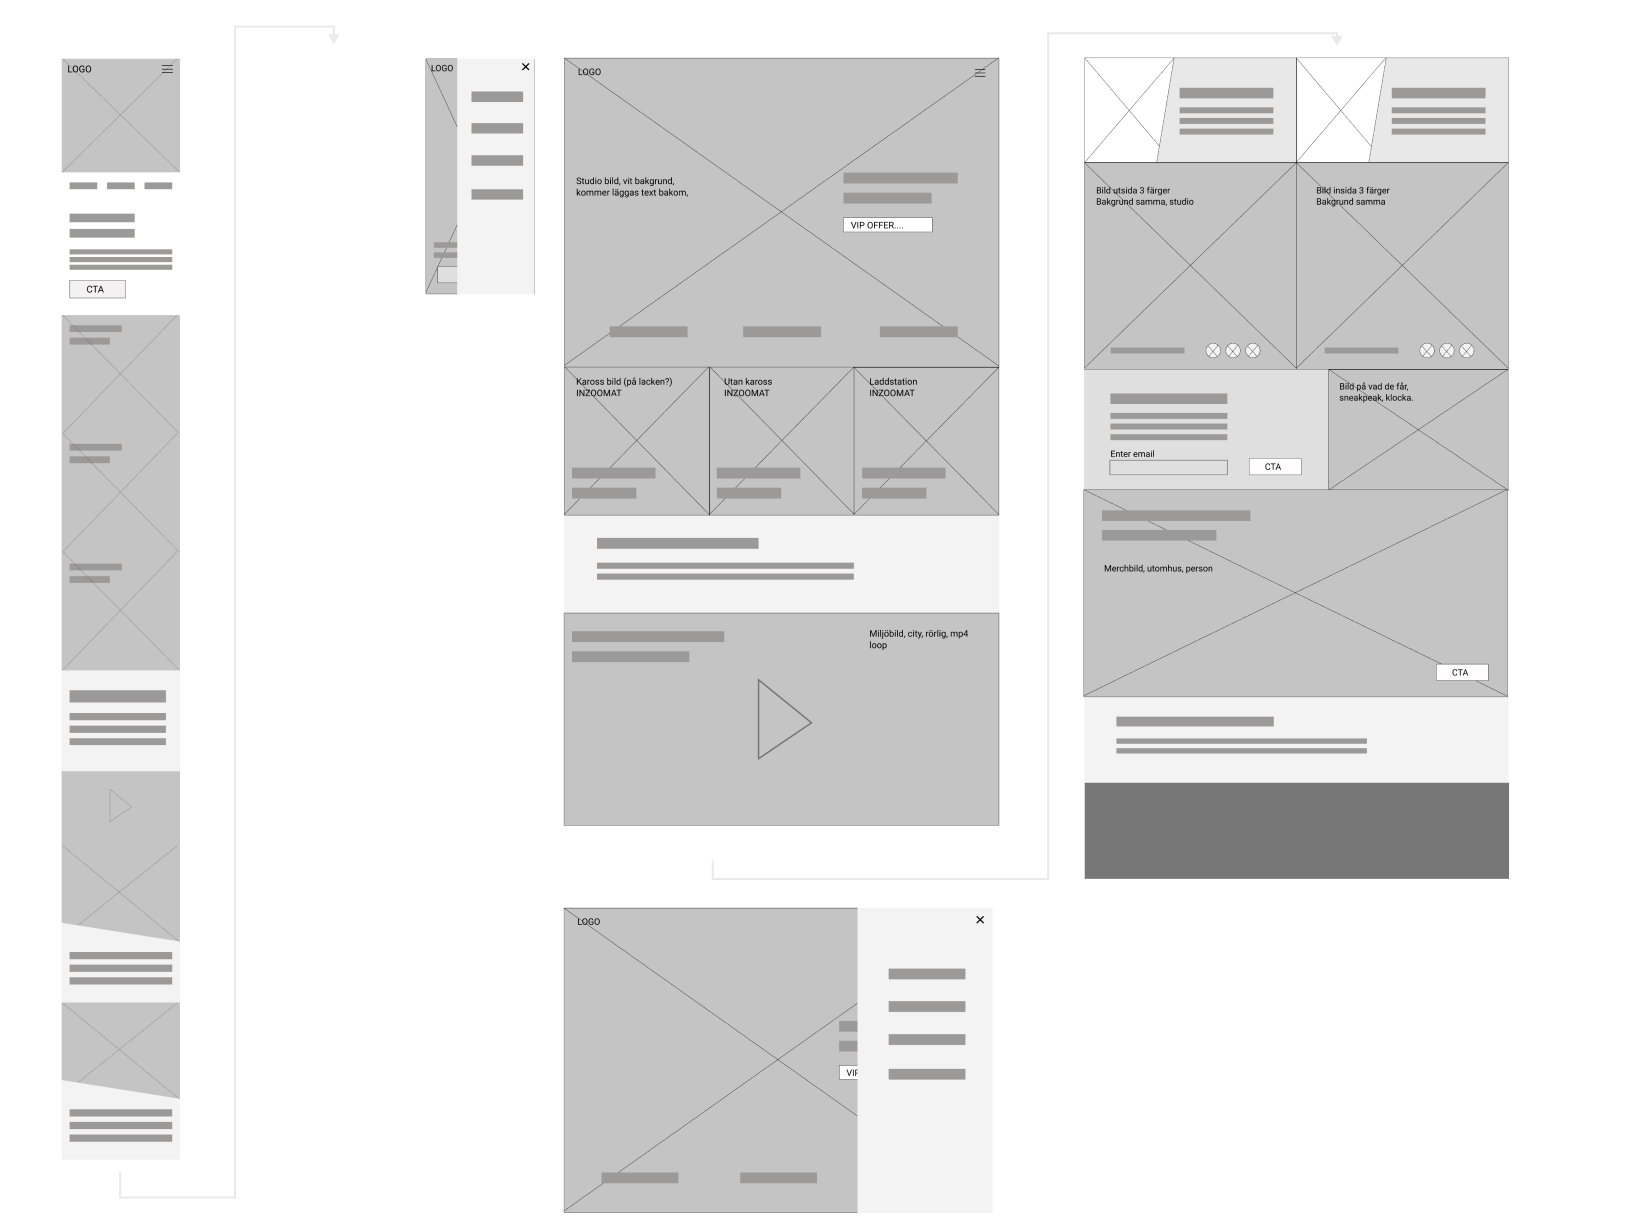 LOGO
CTA
LOGO
LOGO
Studio bild, vit bakgrund,
kommer läggas text bakom,
VIP OFFER....
Kaross bild (på lacken?)
INZOOMAT
Utan kaross
INZOOMAT
Laddstation
INZOOMAT
Miljöbild, city, rörlig, mp4
loop
LOGO
VIP
Bild utsida 3 färger
Bakgrund samma, studio
Bild insida 3 färger
Bakgrund samma
Bild på vad de får,
sneakpeak, klocka.
Enter email
CTA
Merchbild, utomhus, person
CTA